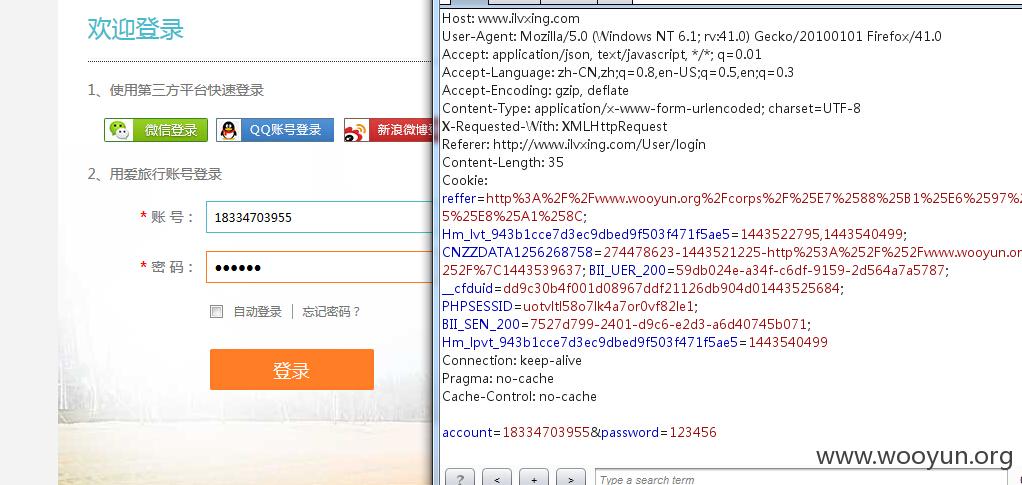 欢迎登录
1、使用第三方平台快速登录
微信登录 QQ账号登录 新浪微博登
2、用爱旅行账号登录
* 账 号： 18334703955
* 密 码： ●●●●●●
自动登录 | 忘记密码？
登录
Host: www.ilvxing.com
User-Agent: Mozilla/5.0 (Windows NT 6.1; rv:41.0) Gecko/20100101 Firefox/41.0
Accept: application/json, text/javascript, */*; q=0.01
Accept-Language: zh-CN,zh;q=0.8,en-US;q=0.5,en;q=0.3
Accept-Encoding: gzip, deflate
Content-Type: application/x-www-form-urlencoded; charset=UTF-8
X-Requested-With: XMLHttpRequest
Referer: http://www.ilvxing.com/User/login
Content-Length: 35
Cookie:
reffer=http%3A%2F%2Fwww.wooyun.org%2Fcorps%2F%25E7%2588%25B1%25E6%2597%2
5%25E8%25A1%258C;
Hm_lvt_943b1cce7d3ec9dbed9f503f471f5ae5=1443522795,1443540499;
CNZZDATA1256268758=274478623-1443521225-http%253A%252F%252Fwww.wooyun.or
252F%7C1443539637; BII_UER_200=59db024e-a34f-c6df-9159-2d564a7a5787;
__cfduid=dd9c30b4f001d08967ddf21126db904d01443525684;
PHPSESSID=uotvltl58o7lk4a7or0vf82le1;
BII_SEN_200=7527d799-2401-d9c6-e2d3-a6d40745b071;
Hm_lpvt_943b1cce7d3ec9dbed9f503f471f5ae5=1443540499
Connection: keep-alive
Pragma: no-cache
Cache-Control: no-cache
account=18334703955&password=123456
www.wooyun.org
? < + > Type a search term